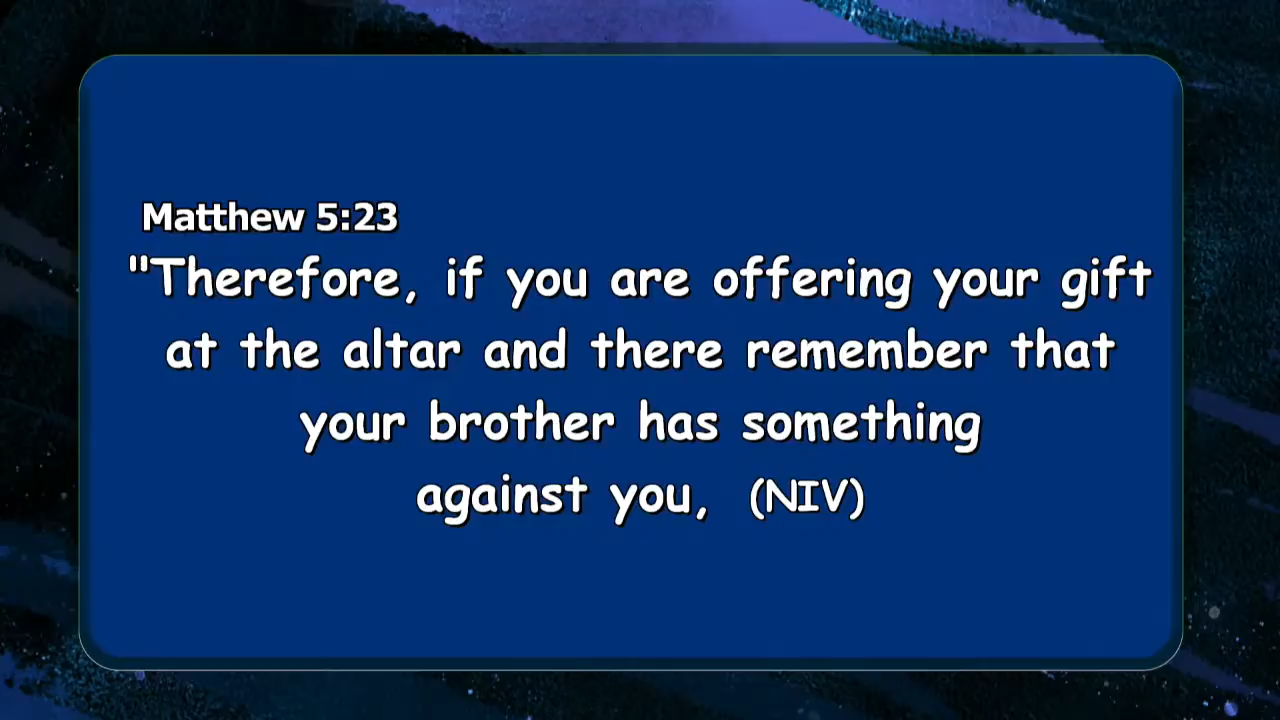 Matthew 5:23
"Therefore, if you are offering your gift
at the altar and there remember that
your brother has something
against you, (NIV)